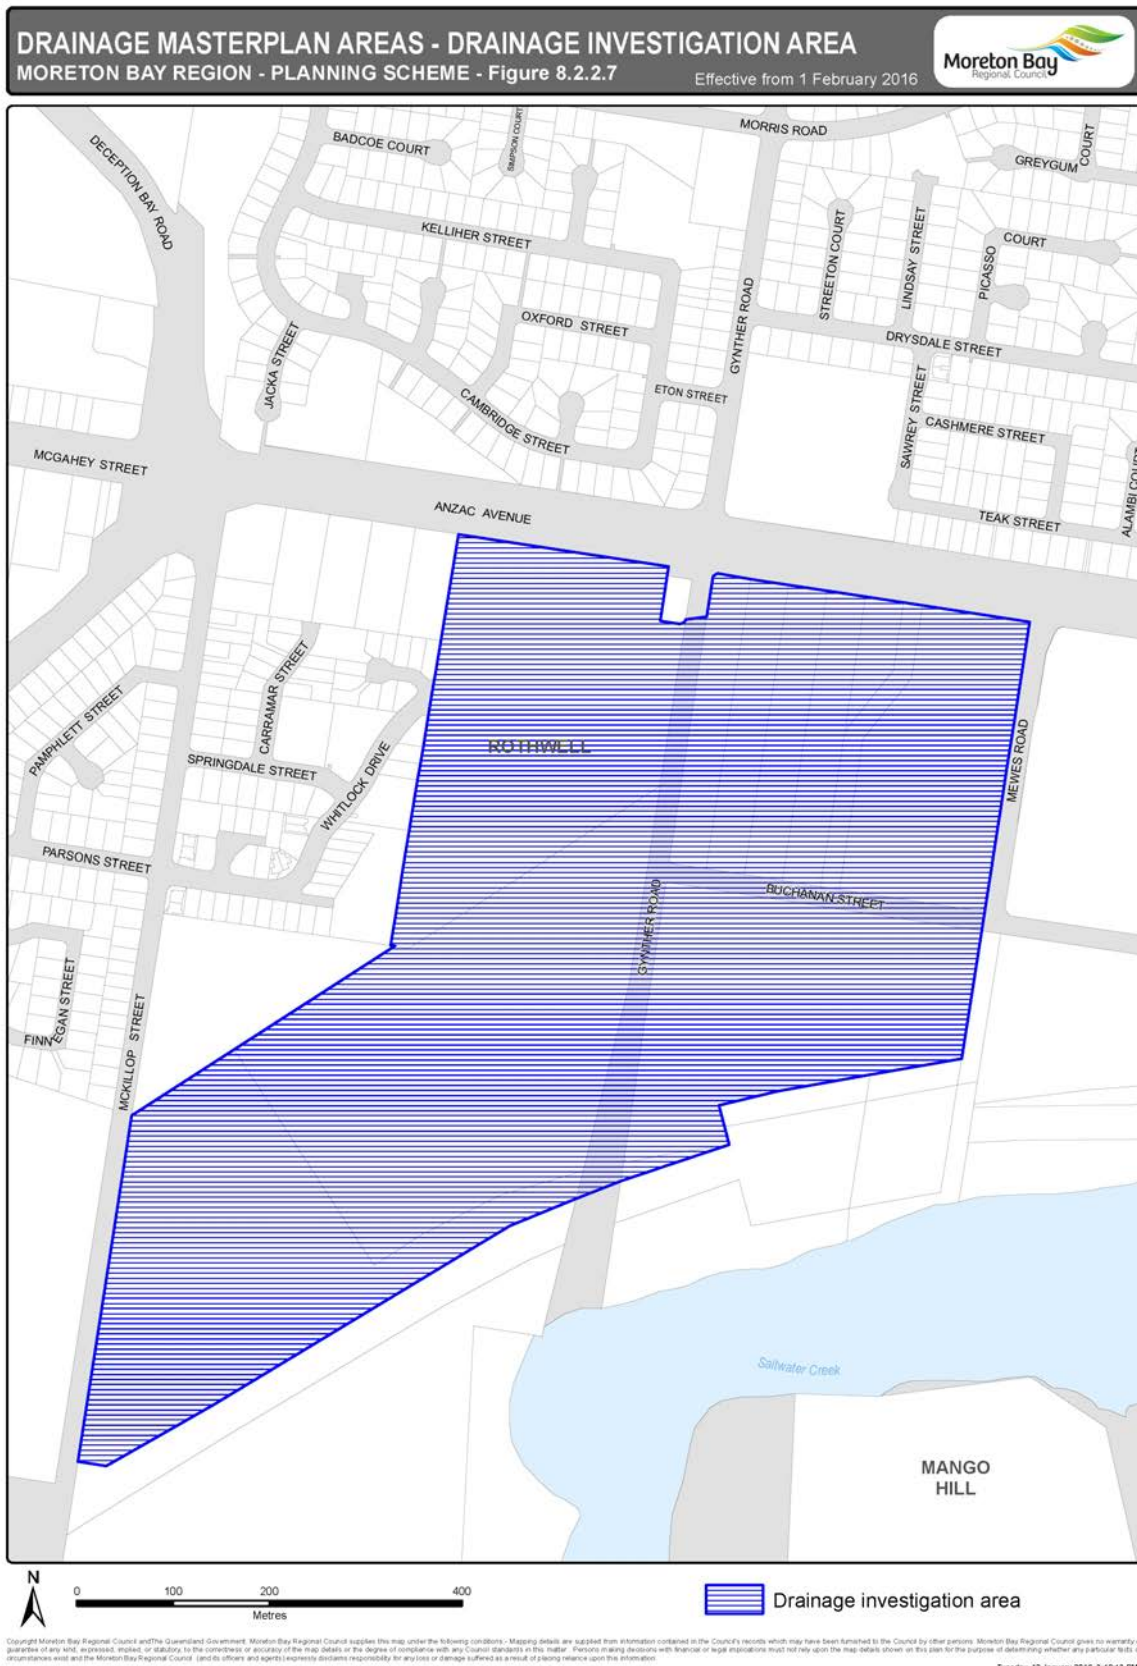 DRAINAGE MASTERPLAN AREAS - DRAINAGE INVESTIGATION AREA
MORETON BAY REGION - PLANNING SCHEME - Figure 8.2.2.7
Effective from 1 February 2016
Moreton Bay
Regional Council
MORRIS ROAD
BADCOE COURT
SIMPSON COURT
GREYGUM
COURT
DECEPTION BAY ROAD
KELLIHER STREET
STREETON COURT
LINDSAY STREET
PICASSO
COURT
GYNTHER ROAD
OXFORD STREET
DRYSDALE STREET
JACKA STREET
ETON STREET
CAMBRIDGE STREET
SAWREY STREET
CASHMERE STREET
MCGAHEY STREET
ANZAC AVENUE
TEAK STREET
ALAMBI COURT
CARRAMAR STREET
PAMPHLETT STREET
ROTHWELL
MEWES ROAD
SPRINGDALE STREET
WHITLOCK DRIVE
PARSONS STREET
BUCHANAN STREET
GYNTHER ROAD
FINN
EGAN STREET
MCKILLOP STREET
Saltwater Creek
MANGO
HILL
N
0 100 200 400
Metres
Drainage investigation area